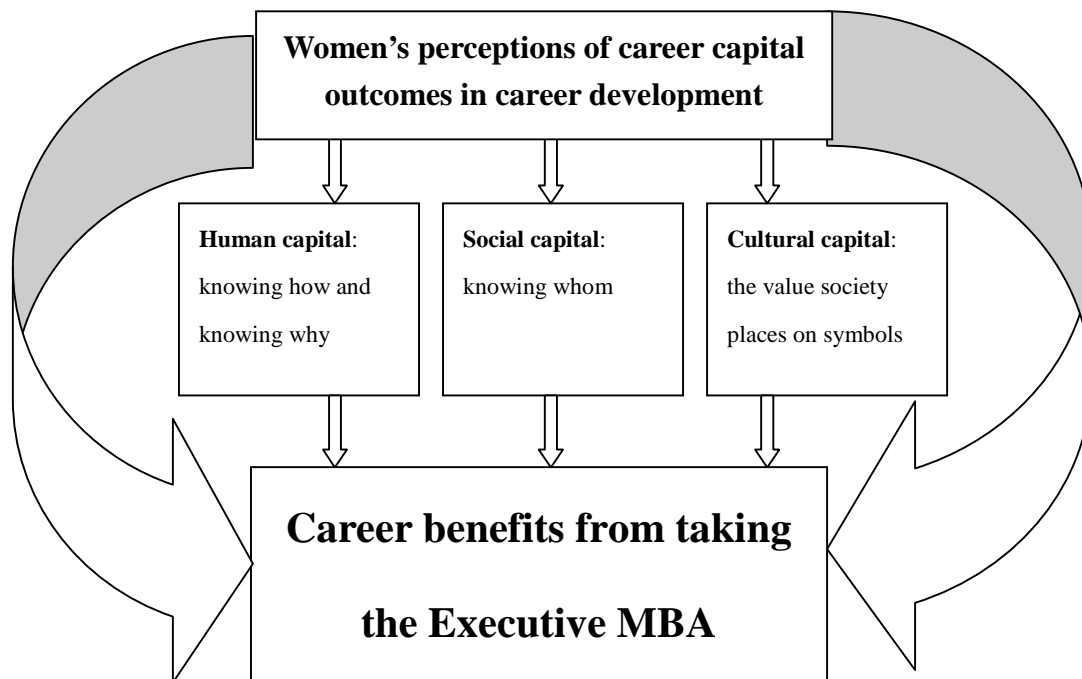 Women’s perceptions of career capital
outcomes in career development
Human capital:
knowing how and
knowing why
Social capital:
knowing whom
Cultural capital:
the value society
places on symbols
Career benefits from taking
the Executive MBA